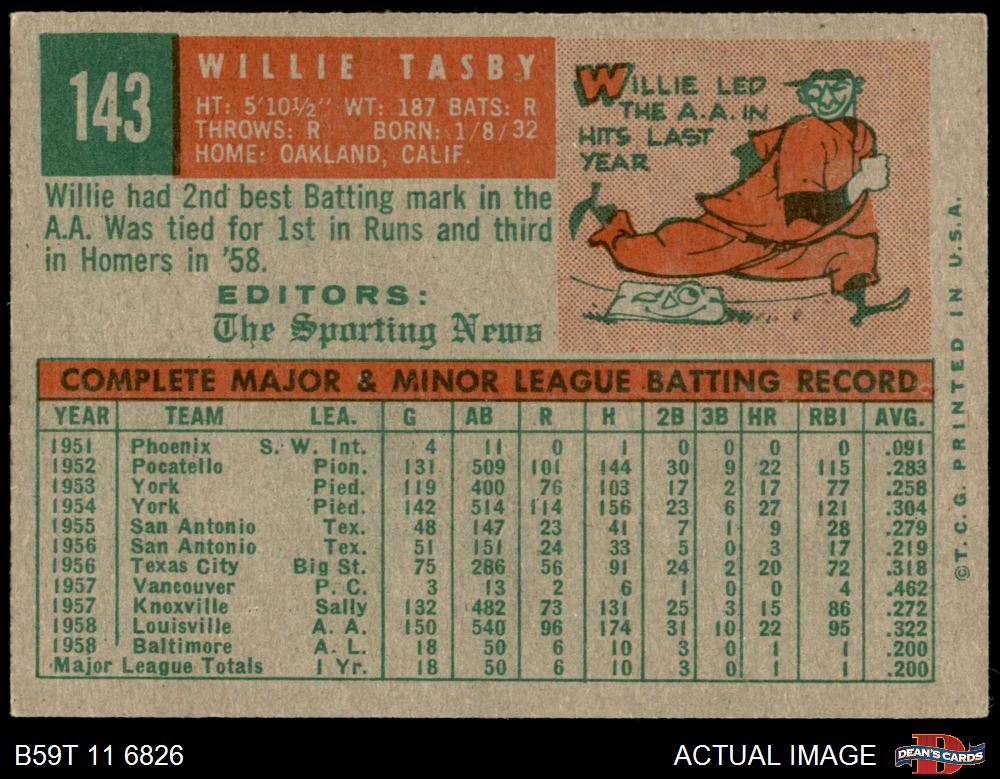 143
WILLIE TASBY
HT: 5'10½" WT: 187 BATS: R
THROWS: R BORN: 1/8/32
HOME: OAKLAND, CALIF.
WILLIE LED
THE A.A. IN
HITS LAST
YEAR
Willie had 2nd best Batting mark in the
A.A. Was tied for 1st in Runs and third
in Homers in '58.
EDITORS:
The Sporting News
COMPLETE MAJOR & MINOR LEAGUE BATTING RECORD
YEAR TEAM LEA. G AB R H 2B 3B HR RBI AVG.
1951 Phoenix S. W. Int. 4 11 0 1 0 0 0 0 .091
1952 Pocatello Pion. 131 509 101 144 30 9 22 115 .283
1953 York Pied. 119 400 76 103 17 2 17 77 .258
1954 York Pied. 142 514 114 156 23 6 27 121 .304
1955 San Antonio Tex. 48 147 23 41 7 1 9 28 .279
1956 San Antonio Tex. 51 151 24 33 5 0 3 17 .219
1956 Texas City Big St. 75 286 56 91 24 2 20 72 .318
1957 Vancouver P. C. 3 13 2 6 1 0 0 4 .462
1957 Knoxville Sally 132 482 73 131 25 3 15 86 .272
1958 Louisville A. A. 150 540 96 174 31 10 22 95 .322
1958 Baltimore A. L. 18 50 6 10 3 0 1 1 .200
Major League Totals 1 Yr. 18 50 6 10 3 0 1 1 .200
©T.C.G. PRINTED IN U.S.A.
B59T 11 6826
ACTUAL IMAGE
DEAN'S CARDS